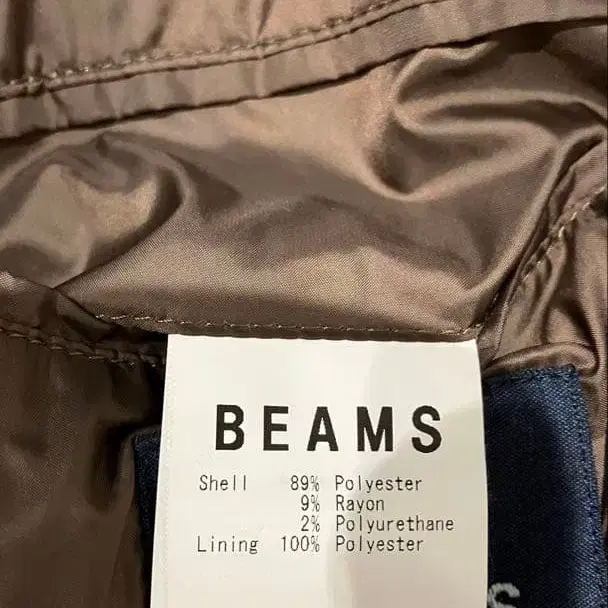 BEAMS
Shell 89% Polyester
9% Rayon
2% Polyurethane
Lining 100% Polyester
S